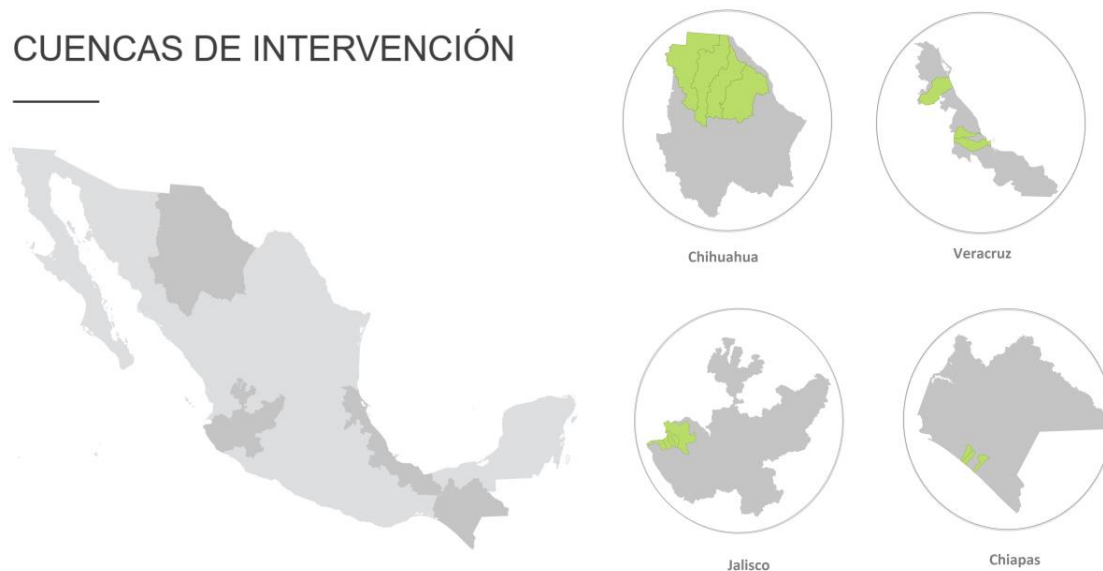 CUENCAS DE INTERVENCIÓN
Chihuahua
Veracruz
Jalisco
Chiapas